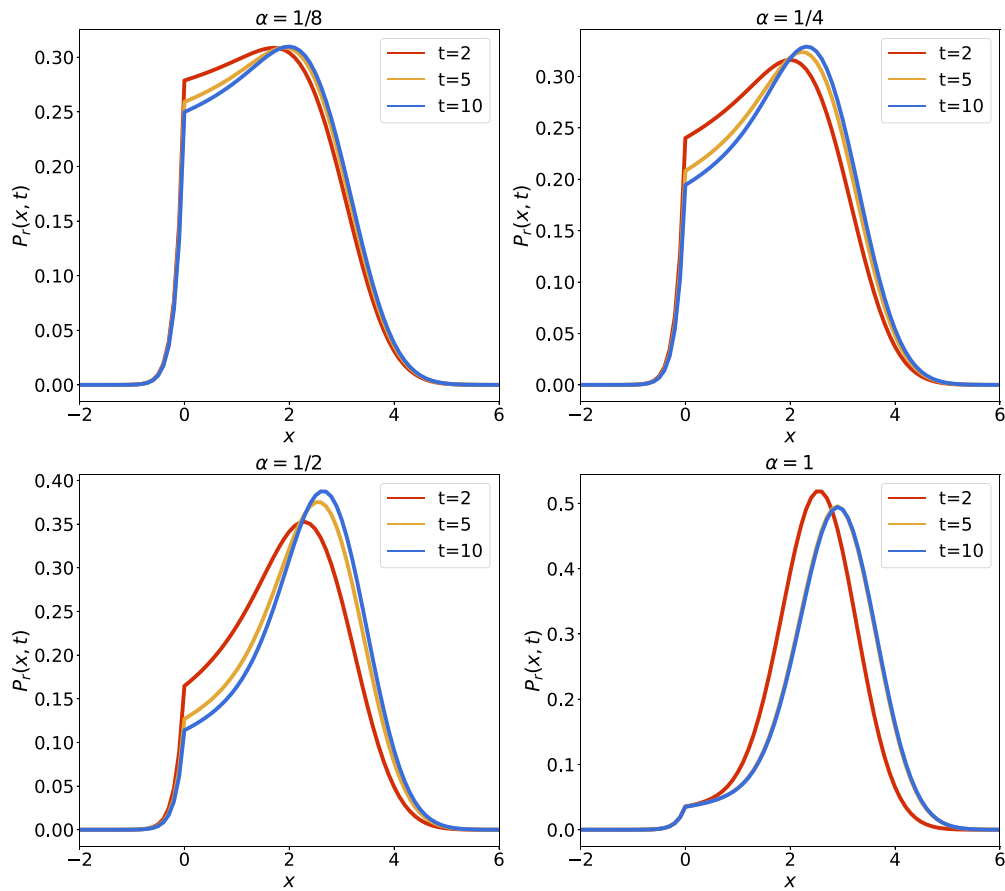 α = 1/8
0.30
0.25
0.20
0.15
0.10
0.05
0.00
P_r(x, t)
t=2
t=5
t=10
−2 0 2 4 6
x
α = 1/4
0.30
0.25
0.20
0.15
0.10
0.05
0.00
P_r(x, t)
t=2
t=5
t=10
−2 0 2 4 6
x
α = 1/2
0.40
0.35
0.30
0.25
0.20
0.15
0.10
0.05
0.00
P_r(x, t)
t=2
t=5
t=10
−2 0 2 4 6
x
α = 1
0.5
0.4
0.3
0.2
0.1
0.0
P_r(x, t)
t=2
t=5
t=10
−2 0 2 4 6
x